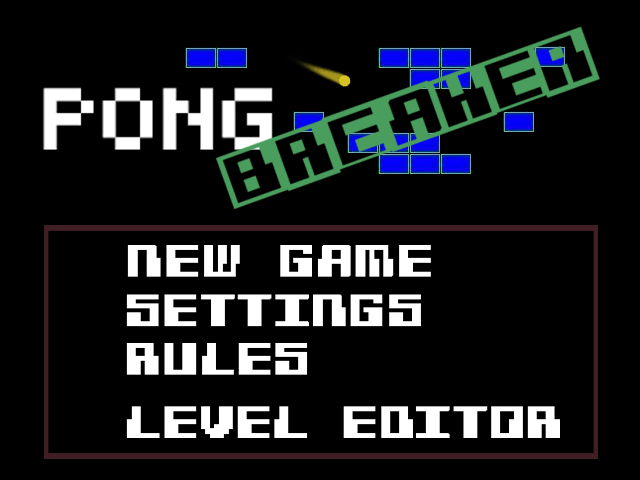 PONG
BREAKER
NEW GAME
SETTINGS
RULES
LEVEL EDITOR